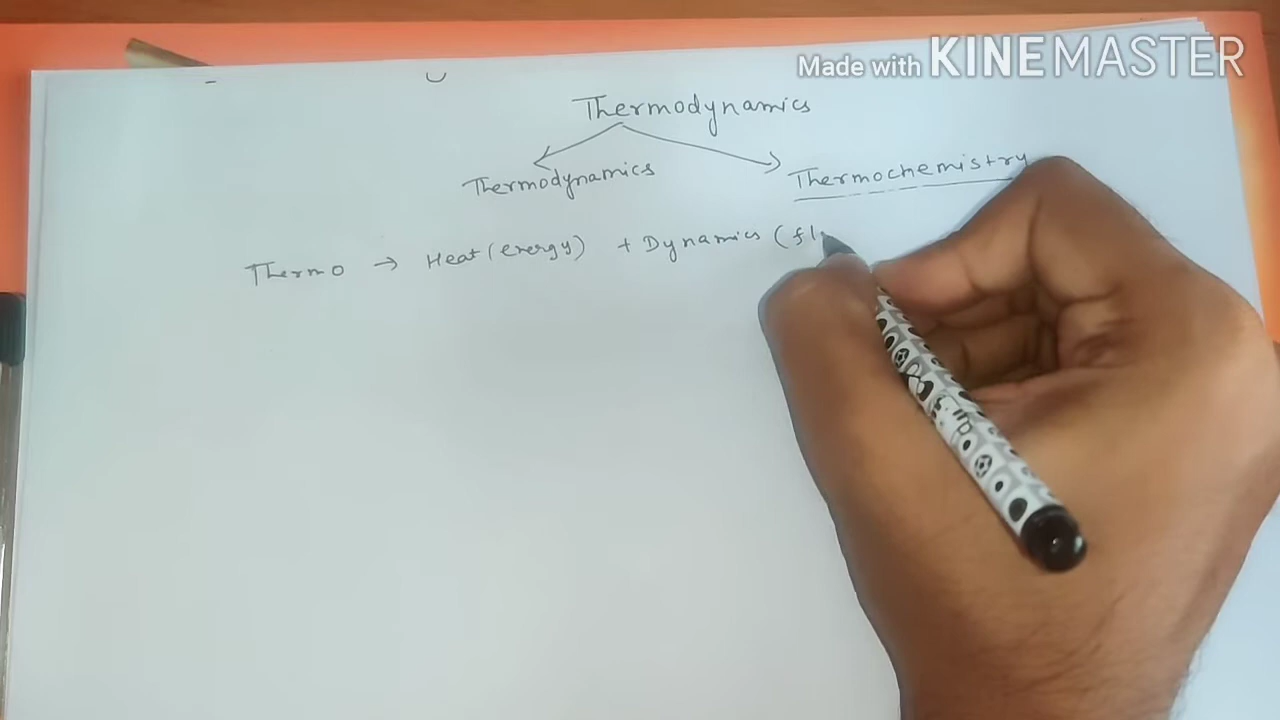 Made with KINEMASTER
Thermodynamics
Thermodynamics Thermochemistry
Thermo → Heat (energy) + Dynamics (fl